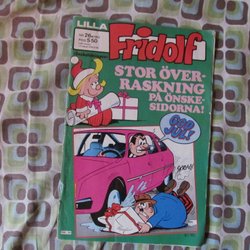 LILLA
Fridolf
STOR ÖVER-
RASKNING
PÅ ÖNSKE-
SIDORNA!
GOD
JUL!